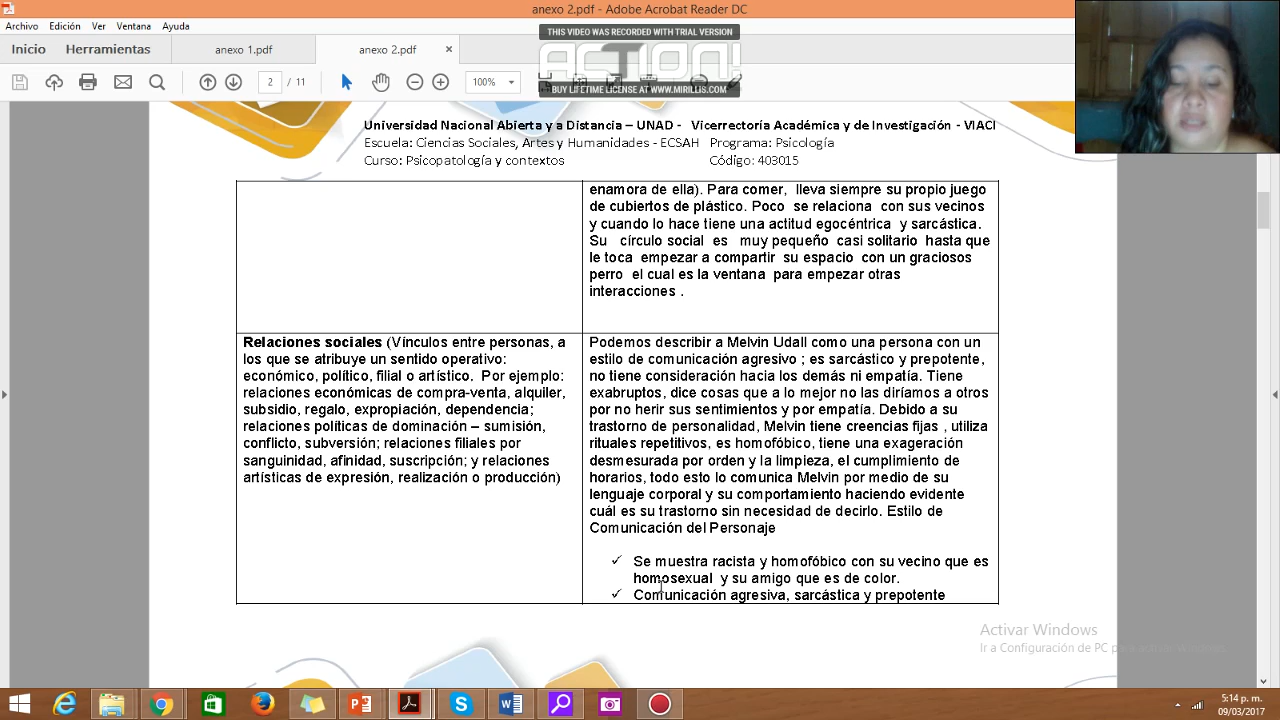 anexo 2.pdf - Adobe Acrobat Reader DC
Archivo Edición Ver Ventana Ayuda
THIS VIDEO WAS RECORDED WITH TRIAL VERSION
ACTION!
BUY LIFETIME LICENSE AT WWW.MIRILLIS.COM
Inicio Herramientas anexo 1.pdf anexo 2.pdf ×
2 / 11 100%
Universidad Nacional Abierta y a Distancia – UNAD - Vicerrectoría Académica y de Investigación - VIACI
Escuela: Ciencias Sociales, Artes y Humanidades - ECSAH Programa: Psicología
Curso: Psicopatología y contextos Código: 403015
enamora de ella). Para comer, lleva siempre su propio juego
de cubiertos de plástico. Poco se relaciona con sus vecinos
y cuando lo hace tiene una actitud egocéntrica y sarcástica.
Su círculo social es muy pequeño casi solitario hasta que
le toca empezar a compartir su espacio con un graciosos
perro el cual es la ventana para empezar otras
interacciones .
Relaciones sociales (Vínculos entre personas, a
los que se atribuye un sentido operativo:
económico, político, filial o artístico. Por ejemplo:
relaciones económicas de compra-venta, alquiler,
subsidio, regalo, expropiación, dependencia;
relaciones políticas de dominación – sumisión,
conflicto, subversión; relaciones filiales por
sanguinidad, afinidad, suscripción; y relaciones
artísticas de expresión, realización o producción)
Podemos describir a Melvin Udall como una persona con un
estilo de comunicación agresivo ; es sarcástico y prepotente,
no tiene consideración hacia los demás ni empatía. Tiene
exabruptos, dice cosas que a lo mejor no las diríamos a otros
por no herir sus sentimientos y por empatía. Debido a su
trastorno de personalidad, Melvin tiene creencias fijas , utiliza
rituales repetitivos, es homofóbico, tiene una exageración
desmesurada por orden y la limpieza, el cumplimiento de
horarios, todo esto lo comunica Melvin por medio de su
lenguaje corporal y su comportamiento haciendo evidente
cuál es su trastorno sin necesidad de decirlo. Estilo de
Comunicación del Personaje
✓ Se muestra racista y homofóbico con su vecino que es
homosexual y su amigo que es de color.
✓ Comunicación agresiva, sarcástica y prepotente
Activar Windows
Ir a Configuración de PC para activar Windows.
5:14 p. m.
09/03/2017